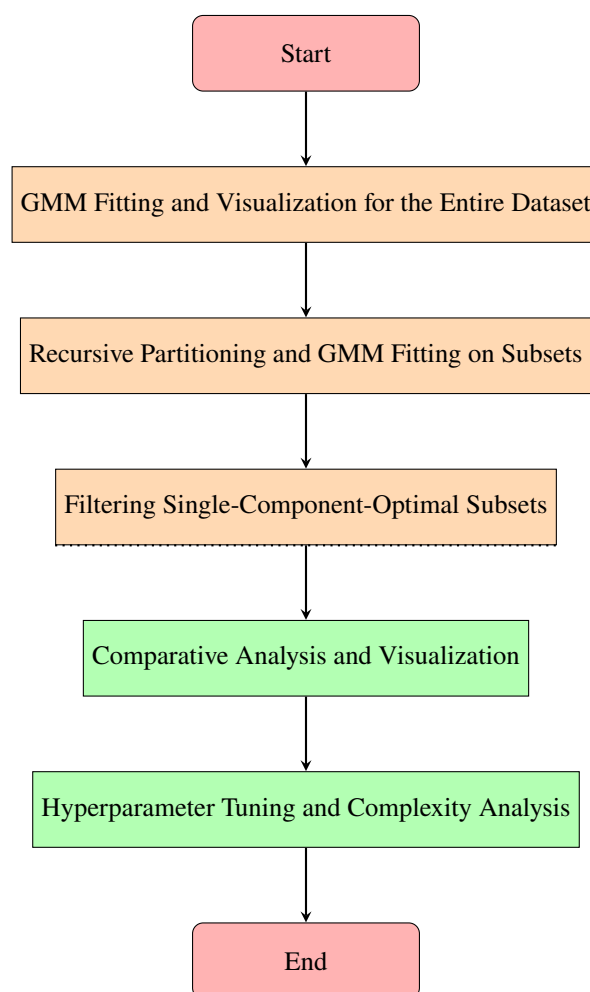 Start
GMM Fitting and Visualization for the Entire Dataset
Recursive Partitioning and GMM Fitting on Subsets
Filtering Single-Component-Optimal Subsets
Comparative Analysis and Visualization
Hyperparameter Tuning and Complexity Analysis
End